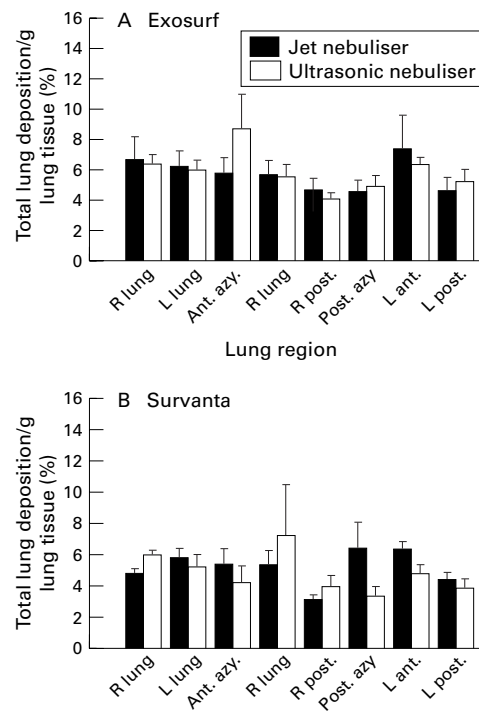 A Exosurf
Jet nebuliser
Ultrasonic nebuliser
Total lung deposition/g
lung tissue (%)
16
14
12
10
8
6
4
2
0
R lung
L lung
Ant. azy.
R lung
R post.
Post. azy
L ant.
L post.
Lung region
B Survanta
Total lung deposition/g
lung tissue (%)
16
14
12
10
8
6
4
2
0
R lung
L lung
Ant. azy.
R lung
R post.
Post. azy
L ant.
L post.